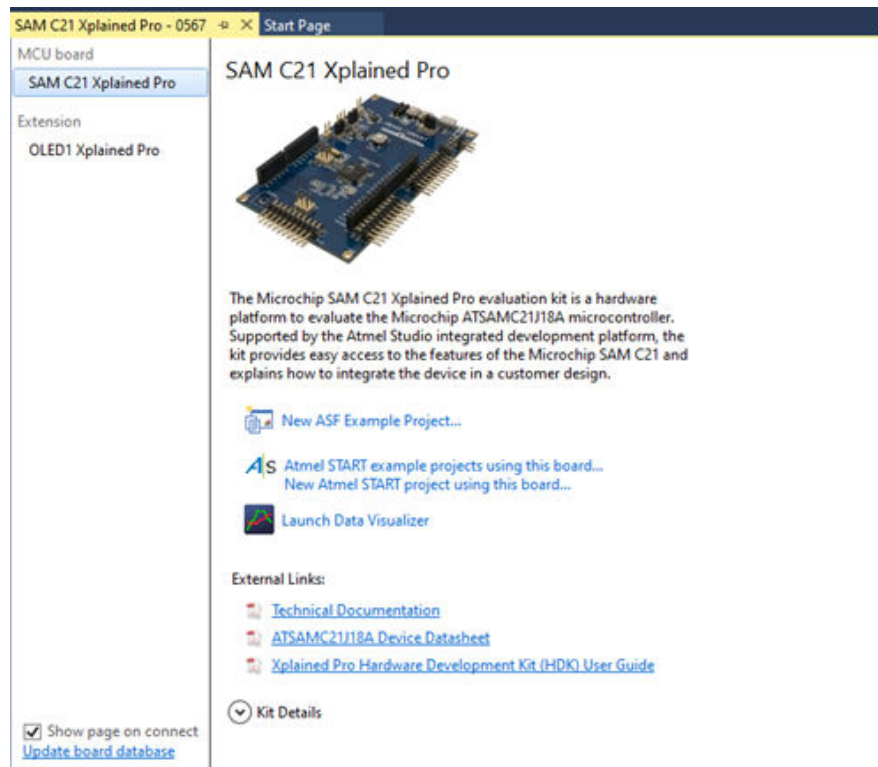 SAM C21 Xplained Pro - 0567
Start Page
MCU board
SAM C21 Xplained Pro
Extension
OLED1 Xplained Pro
SAM C21 Xplained Pro
The Microchip SAM C21 Xplained Pro evaluation kit is a hardware
platform to evaluate the Microchip ATSAMC21J18A microcontroller.
Supported by the Atmel Studio integrated development platform, the
kit provides easy access to the features of the Microchip SAM C21 and
explains how to integrate the device in a customer design.
New ASF Example Project...
Atmel START example projects using this board...
New Atmel START project using this board...
Launch Data Visualizer
External Links:
Technical Documentation
ATSAMC21J18A Device Datasheet
Xplained Pro Hardware Development Kit (HDK) User Guide
Kit Details
Show page on connect
Update board database